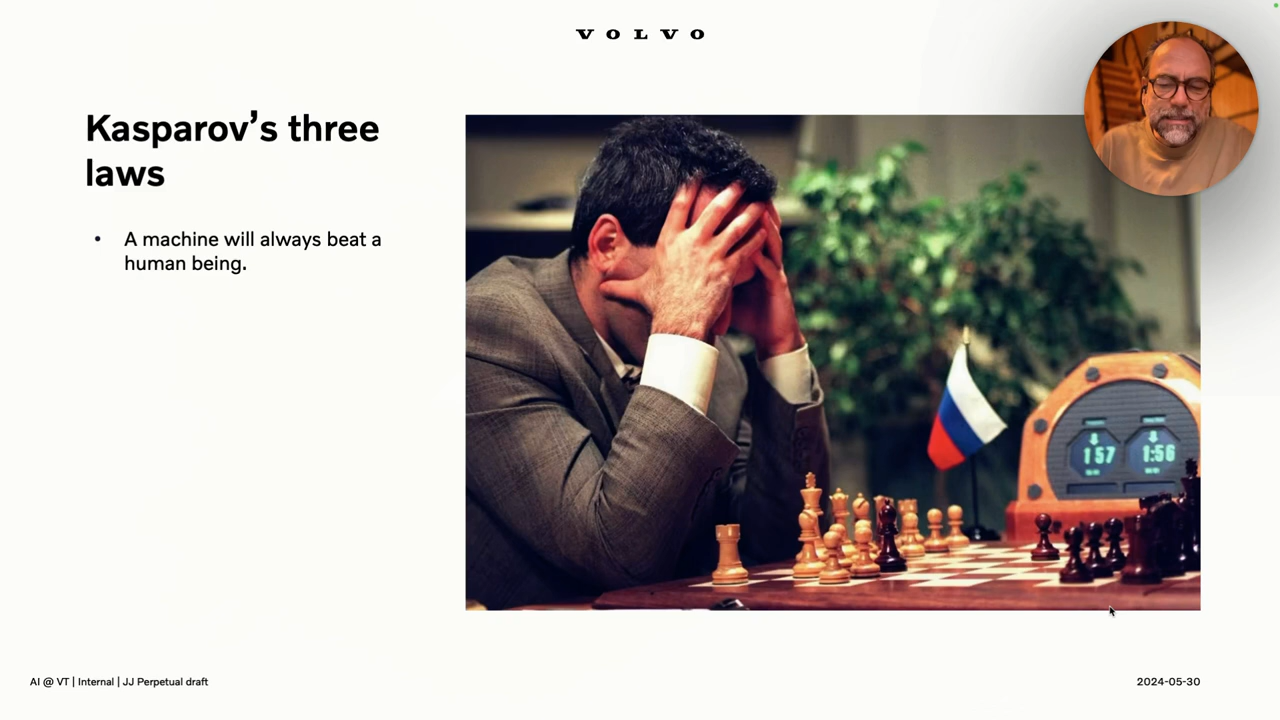 VOLVO
Kasparov’s three
laws
• A machine will always beat a
human being.
1 57
1:56
AI @ VT | Internal | JJ Perpetual draft
2024-05-30